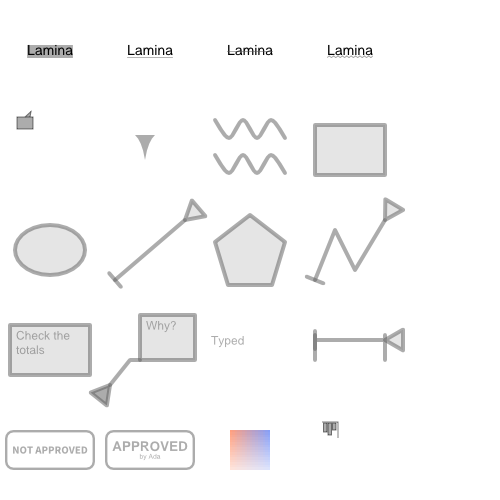 Lamina Lamina Lamina Lamina
Check the
totals
Why?
Typed
NOT APPROVED
APPROVED
by Ada